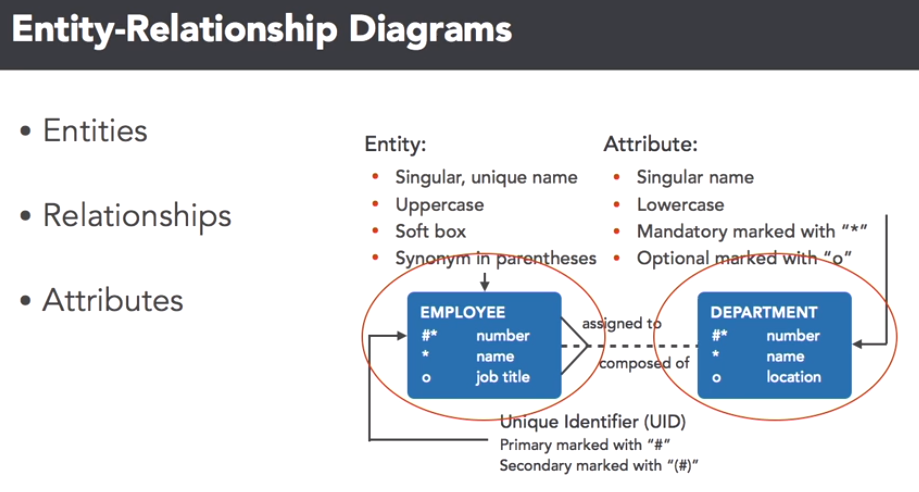 Entity-Relationship Diagrams
• Entities
• Relationships
• Attributes
Entity:
• Singular, unique name
• Uppercase
• Soft box
• Synonym in parentheses
Attribute:
• Singular name
• Lowercase
• Mandatory marked with “*”
• Optional marked with “o”
EMPLOYEE
#* number
* name
o job title
assigned to
composed of
DEPARTMENT
#* number
* name
o location
Unique Identifier (UID)
Primary marked with “#”
Secondary marked with “(#)”